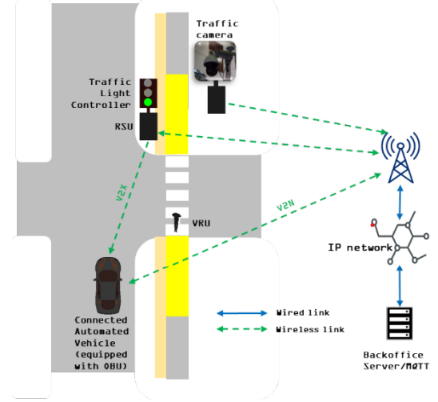 Traffic
camera
Traffic
Light
Controller
RSU
V2X
V2N
VRU
IP network
Connected
Automated
Vehicle
(equipped
with OBU)
Wired link
Wireless link
Backoffice
Server/MQTT